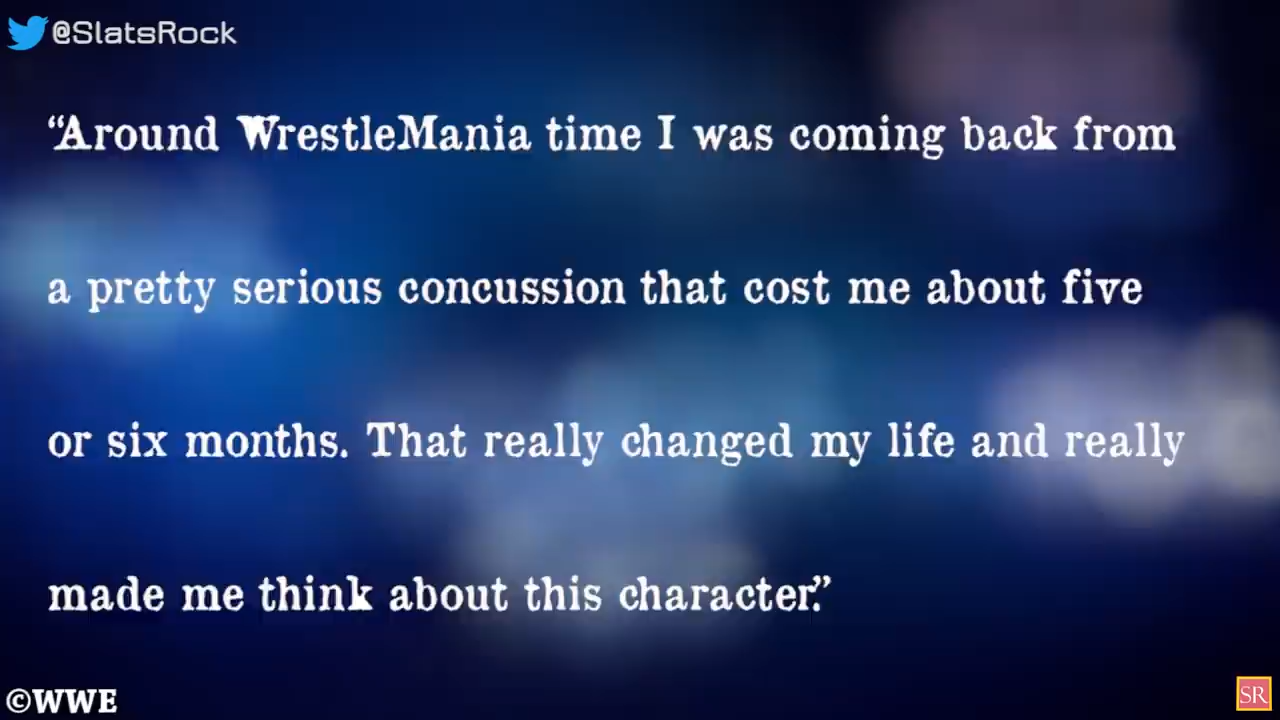 @SlatsRock
“Around WrestleMania time I was coming back from
a pretty serious concussion that cost me about five
or six months. That really changed my life and really
made me think about this character.”
©WWE
SR